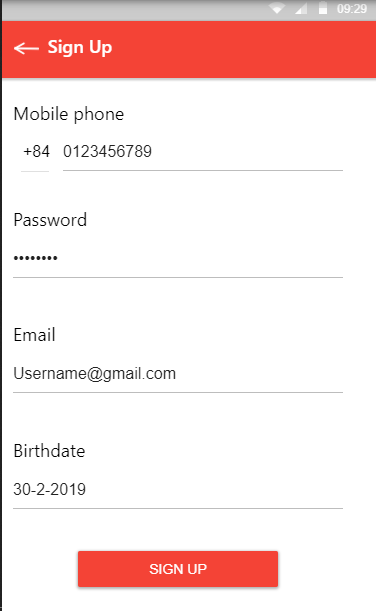 09:29
Sign Up
Mobile phone
+84 0123456789
Password
••••••••
Email
Username@gmail.com
Birthdate
30-2-2019
SIGN UP